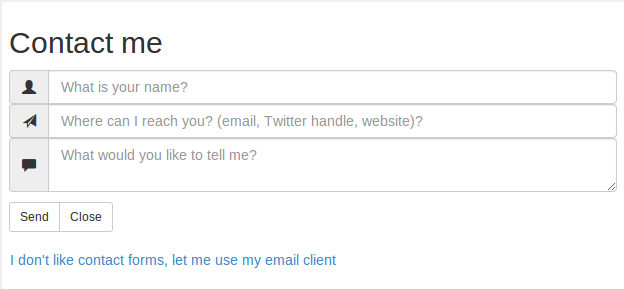 Contact me
What is your name?
Where can I reach you? (email, Twitter handle, website)?
What would you like to tell me?
Send Close
I don't like contact forms, let me use my email client